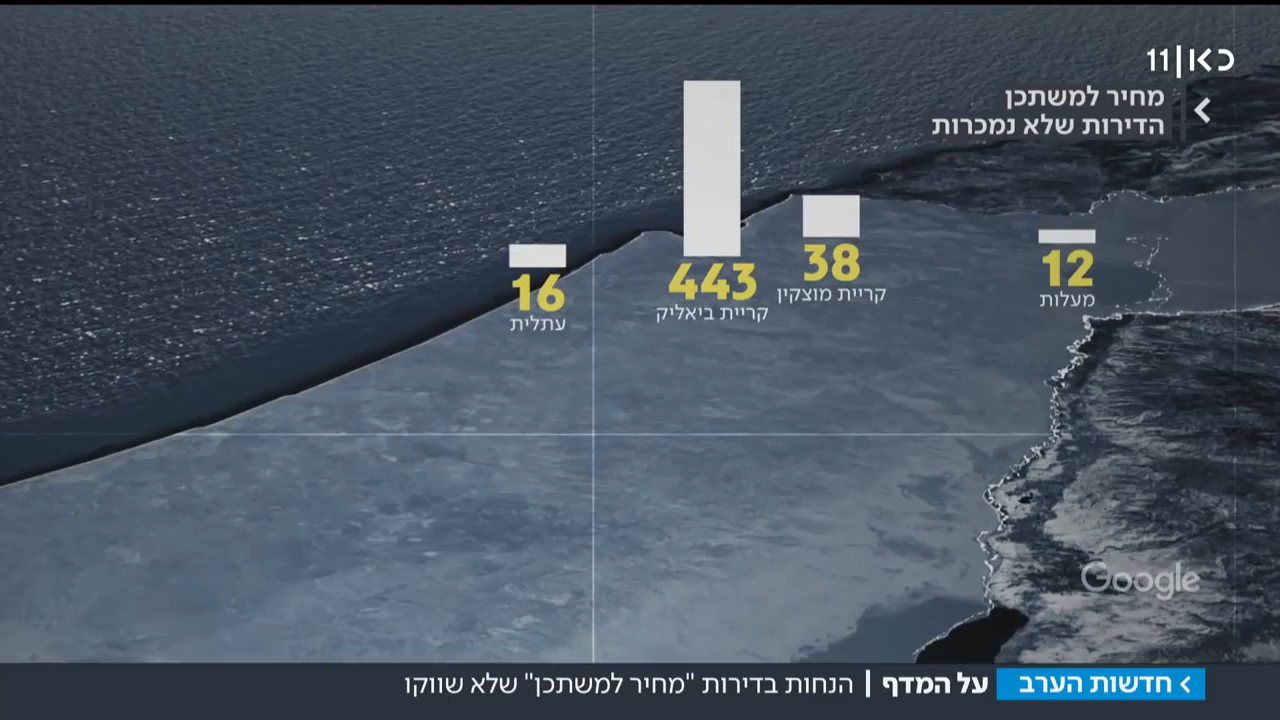 כאן|11
מחיר למשתכן
הדירות שלא נמכרות
12
מעלות
38
קריית מוצקין
443
קריית ביאליק
16
עתלית
Google
חדשות הערב
על המדף | הנחות בדירות "מחיר למשתכן" שלא שווקו